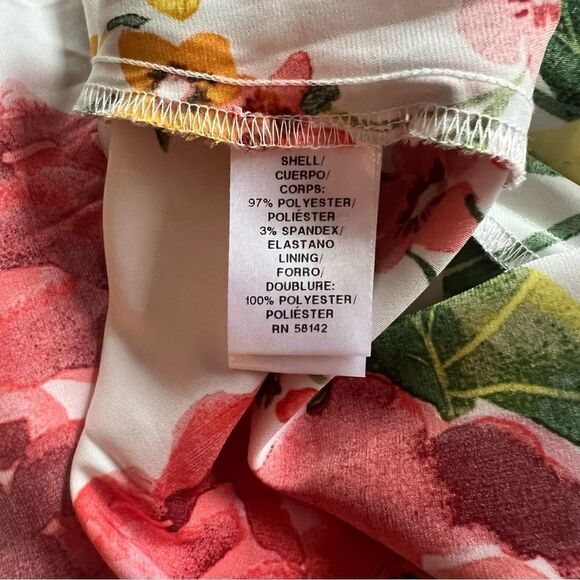 SHELL/
CUERPO/
CORPS:
97% POLYESTER/
POLIÉSTER
3% SPANDEX/
ELASTANO
LINING/
FORRO/
DOUBLURE:
100% POLYESTER/
POLIÉSTER
RN 58142